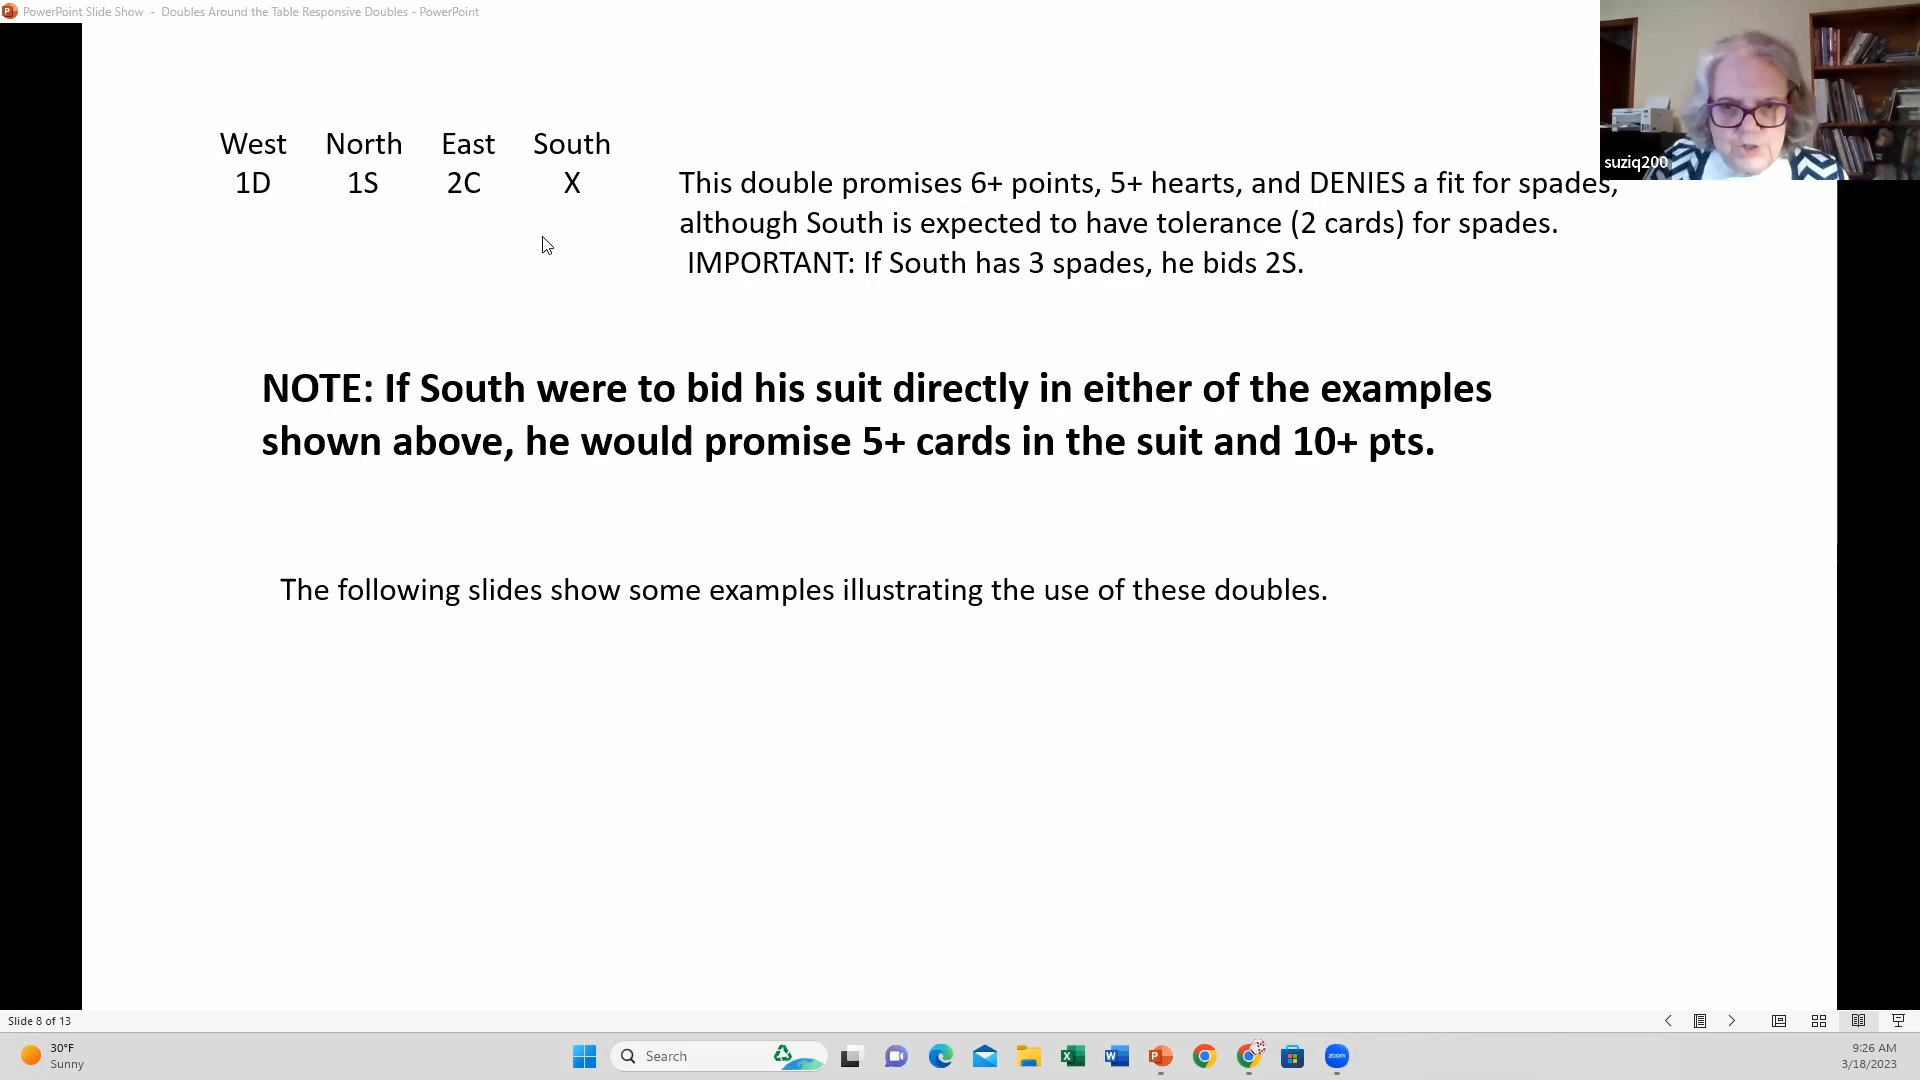 PowerPoint Slide Show - Doubles Around the Table Responsive Doubles - PowerPoint
suziq200
West North East South
1D 1S 2C X
This double promises 6+ points, 5+ hearts, and DENIES a fit for spades,
although South is expected to have tolerance (2 cards) for spades.
IMPORTANT: If South has 3 spades, he bids 2S.
NOTE: If South were to bid his suit directly in either of the examples
shown above, he would promise 5+ cards in the suit and 10+ pts.
The following slides show some examples illustrating the use of these doubles.
Slide 8 of 13
30°F
Sunny
Search
zoom
9:26 AM
3/18/2023